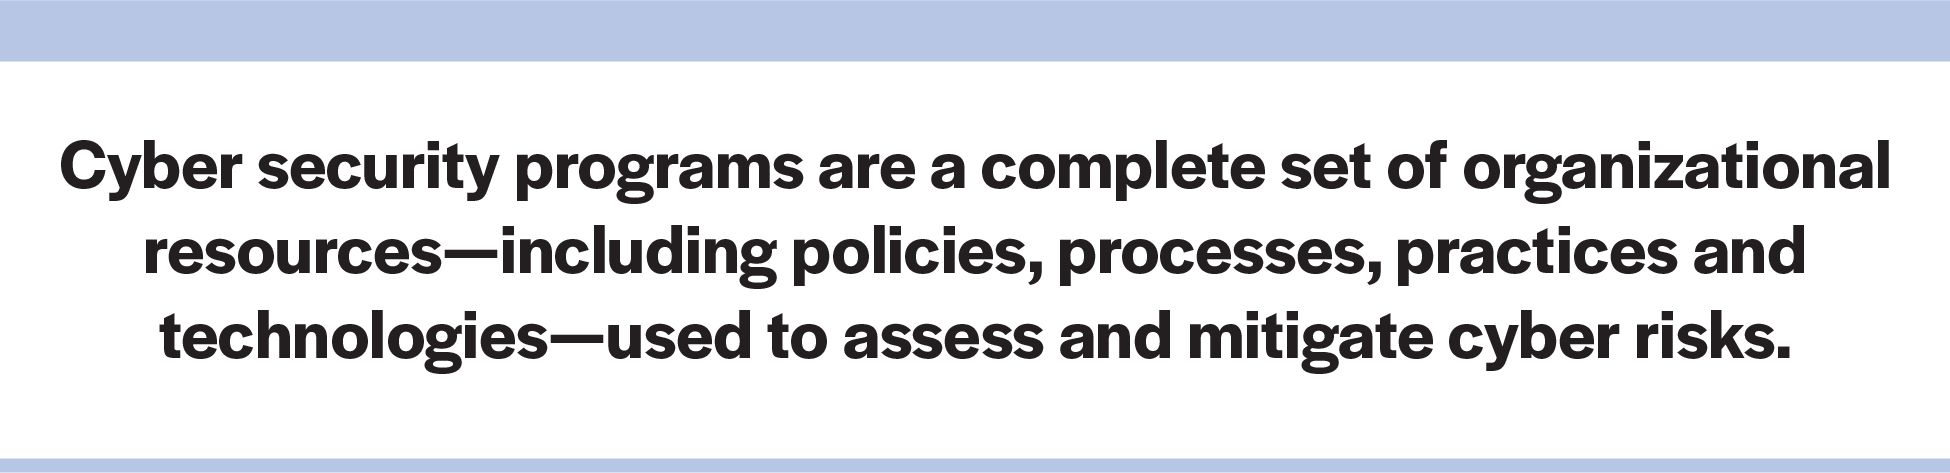 Cyber security programs are a complete set of organizational
resources—including policies, processes, practices and
technologies—used to assess and mitigate cyber risks.